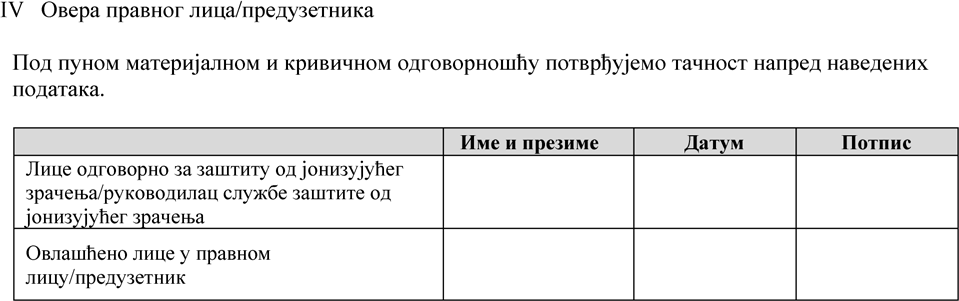 IV Овера правног лица/предузетника
Под пуном материјалном и кривичном одговорношћу потврђујемо тачност напред наведених
података.
Име и презиме Датум Потпис
Лице одговорно за заштиту од јонизујућег
зрачења/руководилац службе заштите од
јонизујућег зрачења
Овлашћено лице у правном
лицу/предузетник